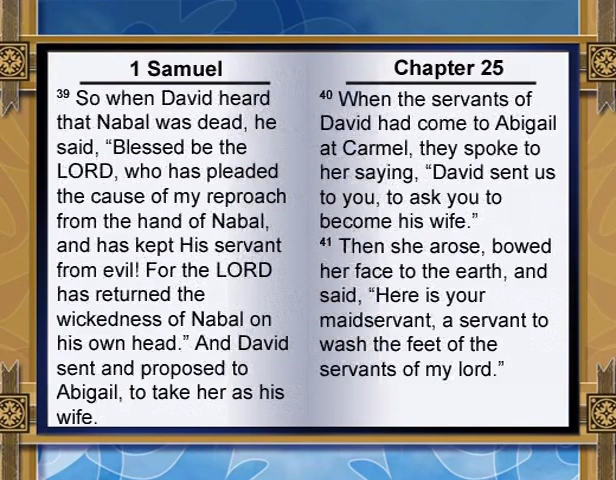 1 Samuel
39 So when David heard
that Nabal was dead, he
said, “Blessed be the
LORD, who has pleaded
the cause of my reproach
from the hand of Nabal,
and has kept His servant
from evil! For the LORD
has returned the
wickedness of Nabal on
his own head.” And David
sent and proposed to
Abigail, to take her as his
wife.
Chapter 25
40 When the servants of
David had come to Abigail
at Carmel, they spoke to
her saying, “David sent us
to you, to ask you to
become his wife.”
41 Then she arose, bowed
her face to the earth, and
said, “Here is your
maidservant, a servant to
wash the feet of the
servants of my lord.”